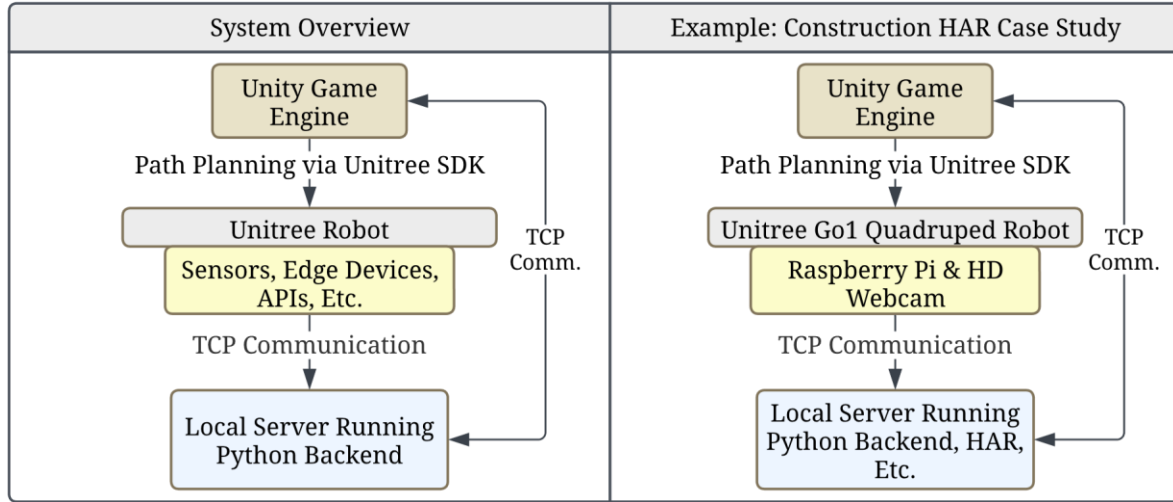 System Overview
Unity Game
Engine
Path Planning via Unitree SDK
Unitree Robot
Sensors, Edge Devices,
APIs, Etc.
TCP
Comm.
TCP Communication
Local Server Running
Python Backend
Example: Construction HAR Case Study
Unity Game
Engine
Path Planning via Unitree SDK
Unitree Go1 Quadruped Robot
Raspberry Pi & HD
Webcam
TCP
Comm.
TCP Communication
Local Server Running
Python Backend, HAR,
Etc.